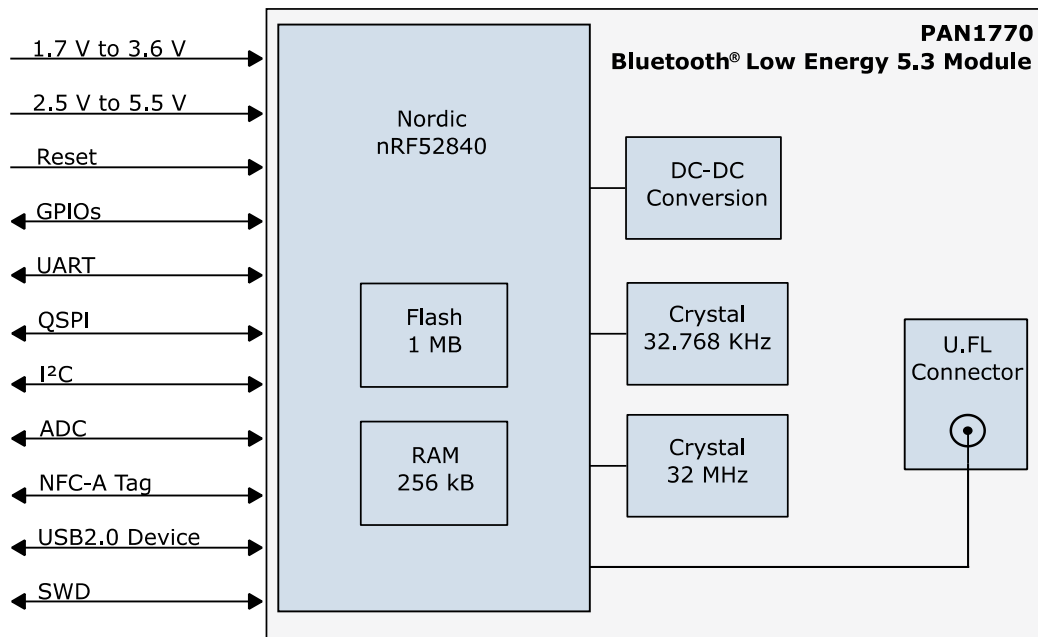 PAN1770
Bluetooth® Low Energy 5.3 Module
1.7 V to 3.6 V
2.5 V to 5.5 V
Reset
GPIOs
UART
QSPI
I²C
ADC
NFC-A Tag
USB2.0 Device
SWD
Nordic
nRF52840
Flash
1 MB
RAM
256 kB
DC-DC
Conversion
Crystal
32.768 KHz
Crystal
32 MHz
U.FL
Connector